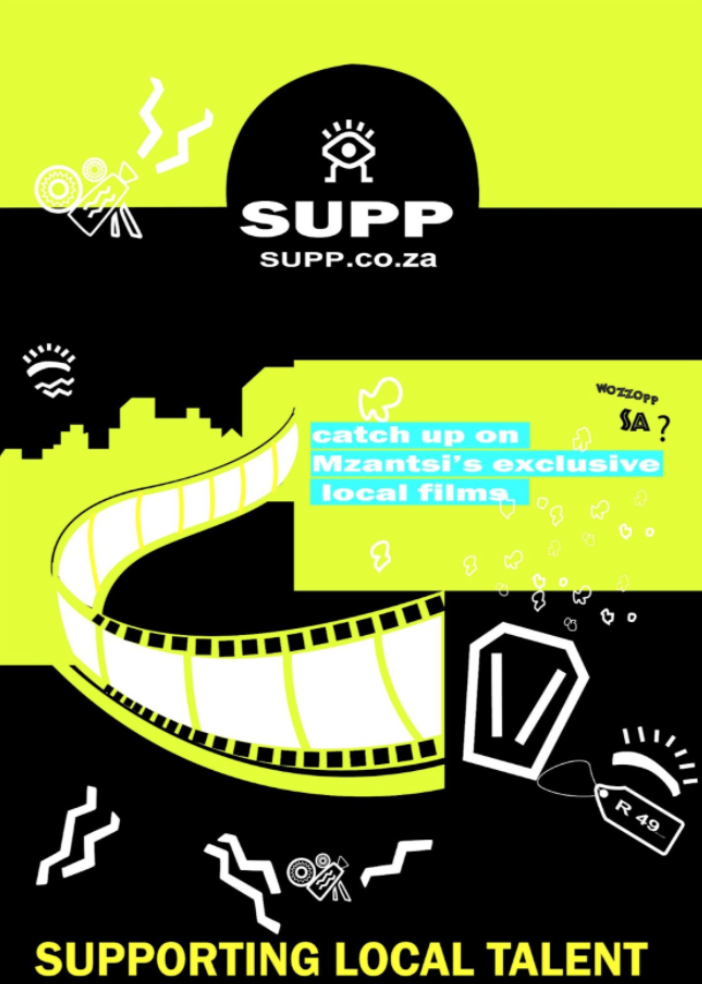 SUPP
SUPP.co.za
WOZZOPP
SA ?
catch up on
Mzantsi's exclusive
local films
R 49
SUPPORTING LOCAL TALENT